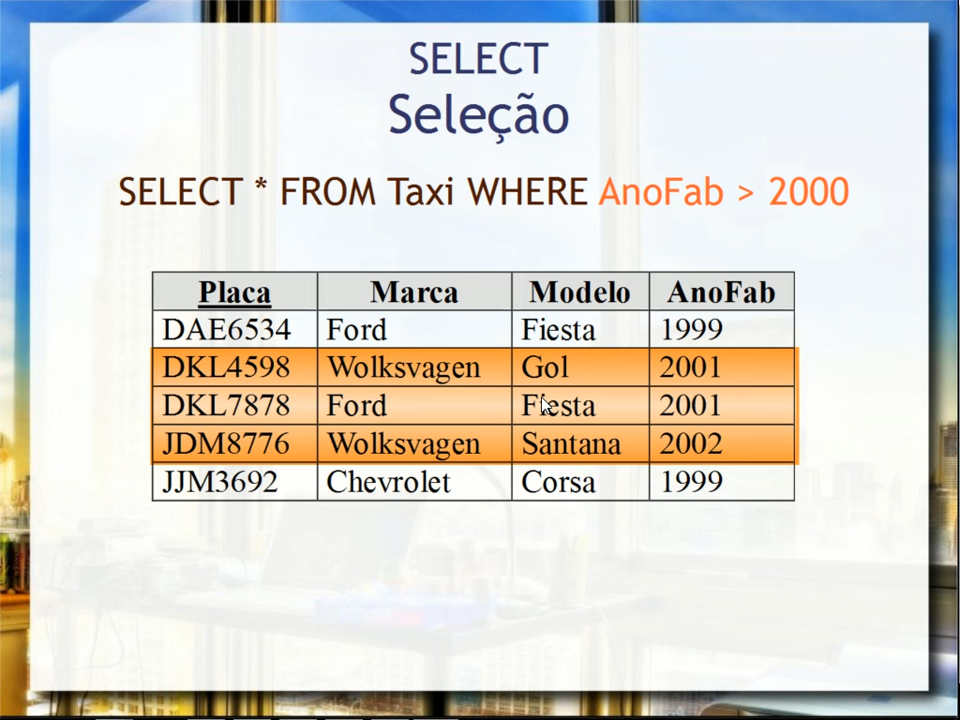 SELECT
Seleção
SELECT * FROM Taxi WHERE AnoFab > 2000
Placa Marca Modelo AnoFab
DAE6534 Ford Fiesta 1999
DKL4598 Wolksvagen Gol 2001
DKL7878 Ford Fiesta 2001
JDM8776 Wolksvagen Santana 2002
JJM3692 Chevrolet Corsa 1999